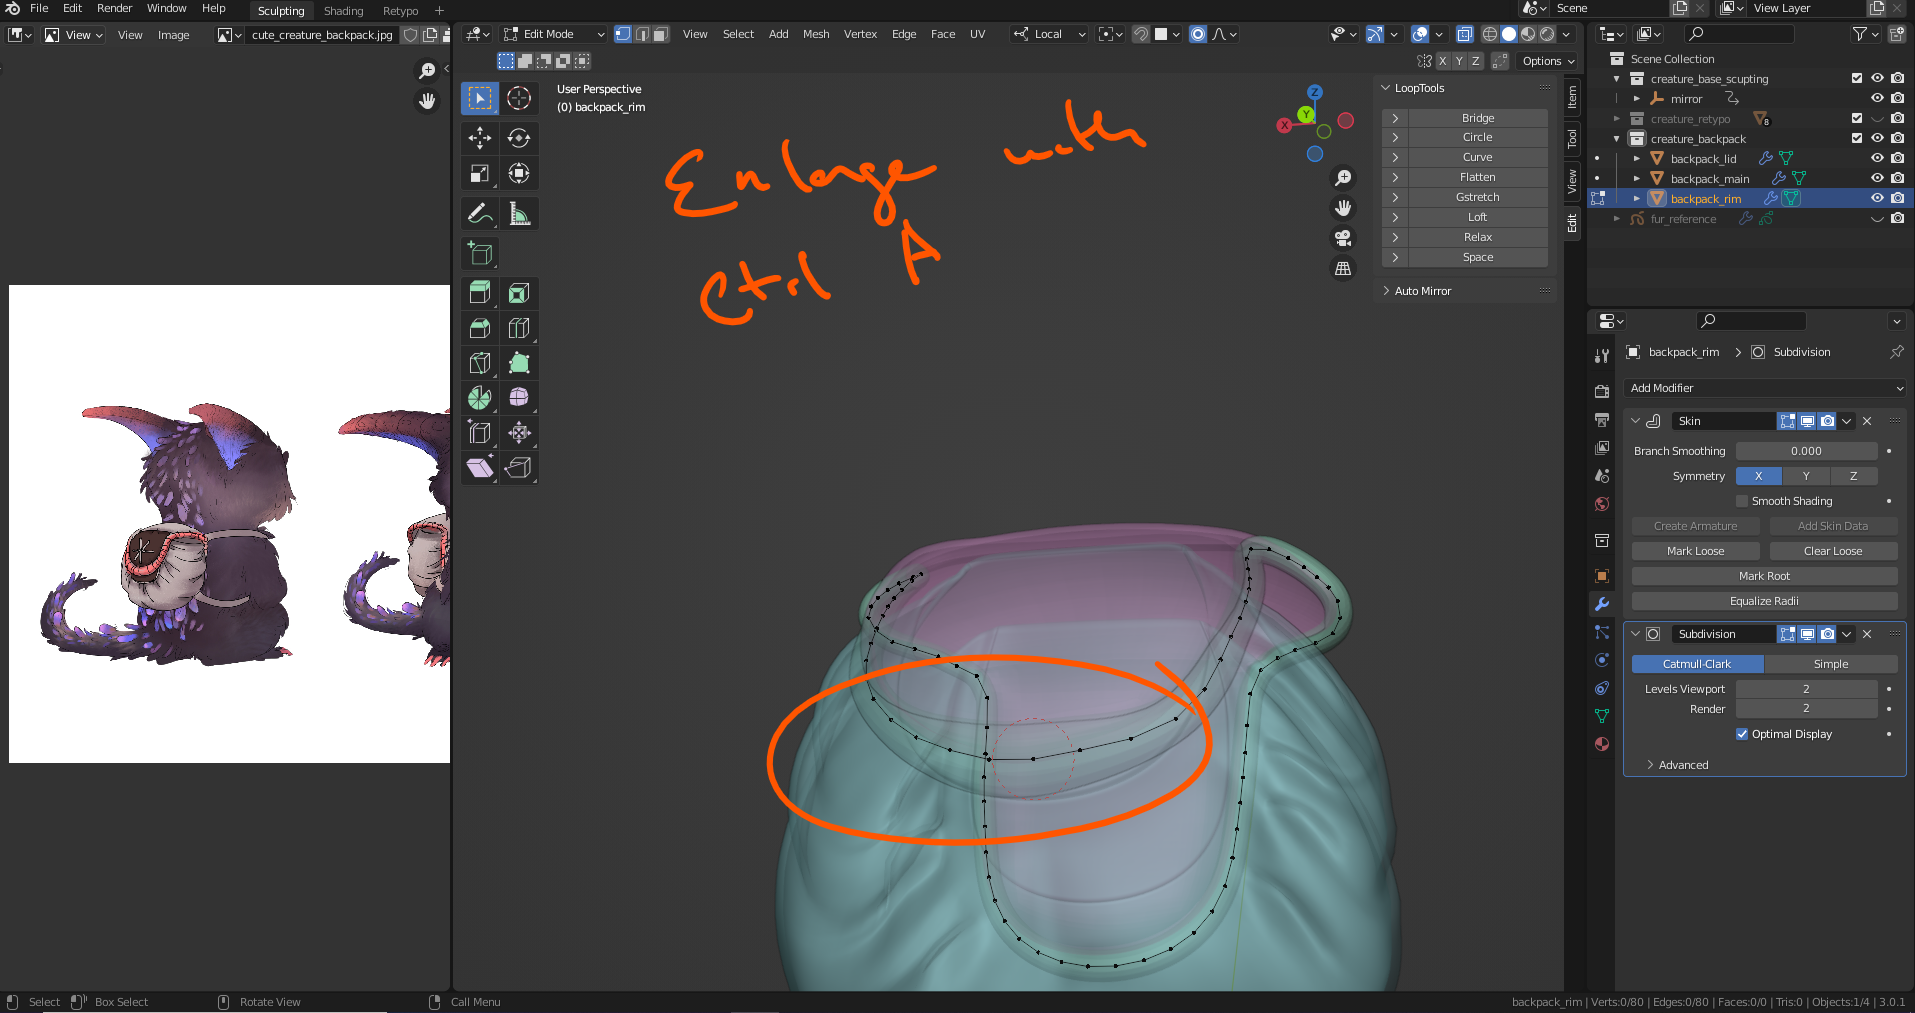 File Edit Render Window Help Sculpting Shading Retypo + Scene View Layer
View View Image cute_creature_backpack.jpg Edit Mode View Select Add Mesh Vertex Edge Face UV Local
X Y Z Options
User Perspective
(0) backpack_rim
Enlarge with
Ctrl A
Z
Y
X
LoopTools
Bridge
Circle
Curve
Flatten
Gstretch
Loft
Relax
Space
Auto Mirror
Item
Tool
View
Edit
Scene Collection
creature_base_scupting
mirror
creature_retypo 8
creature_backpack
backpack_lid
backpack_main
backpack_rim
fur_reference
backpack_rim > Subdivision
Add Modifier
Skin
Branch Smoothing 0.000
Symmetry X Y Z
Smooth Shading
Create Armature Add Skin Data
Mark Loose Clear Loose
Mark Root
Equalize Radii
Subdivision
Catmull-Clark Simple
Levels Viewport 2
Render 2
Optimal Display
Advanced
Select Box Select Rotate View Call Menu backpack_rim | Verts:0/80 | Edges:0/80 | Faces:0/0 | Tris:0 | Objects:1/4 | 3.0.1